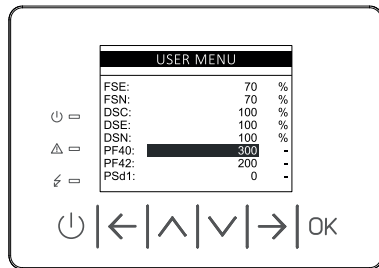 USER MENU
FSE: 70 %
FSN: 70 %
DSC: 100 %
DSE: 100 %
DSN: 100 %
PF40: 300 -
PF42: 200 -
PSd1: 0 -
OK